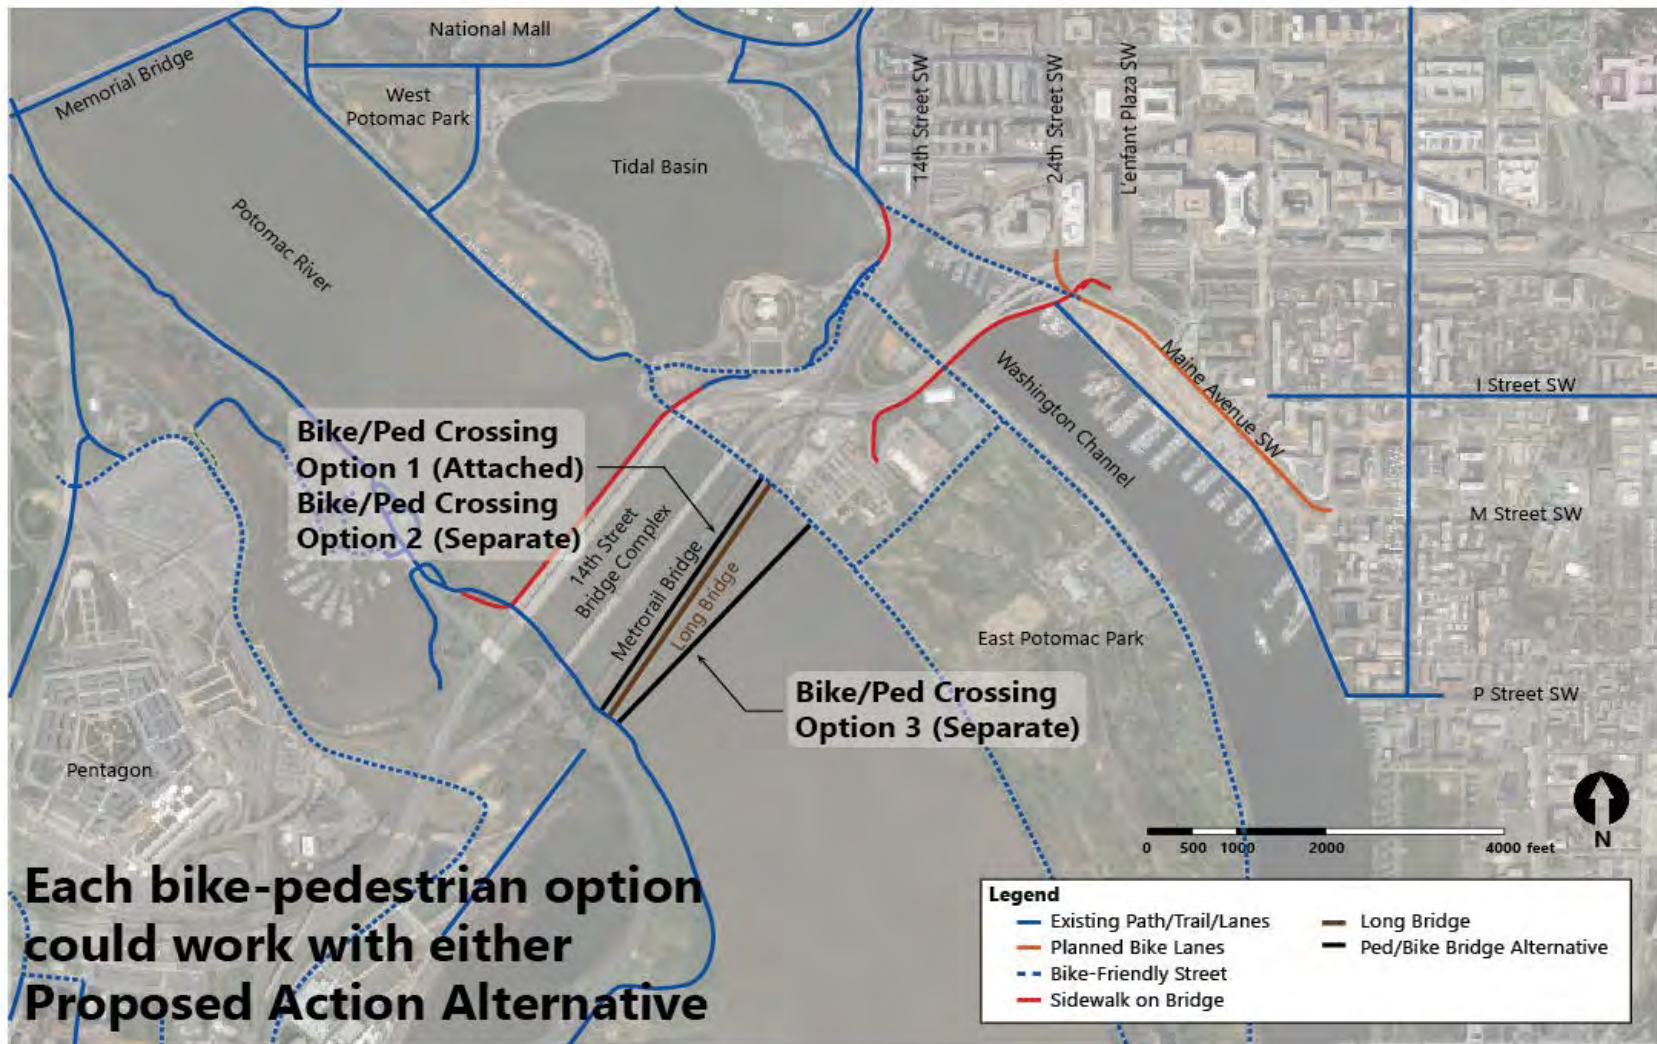 National Mall
Memorial Bridge
West
Potomac Park
Tidal Basin
14th Street SW
24th Street SW
L'enfant Plaza SW
Potomac River
Maine Avenue SW
Washington Channel
I Street SW
Bike/Ped Crossing
Option 1 (Attached)
Bike/Ped Crossing
Option 2 (Separate)
14th Street
Bridge Complex
Metrorail Bridge
Long Bridge
M Street SW
East Potomac Park
Bike/Ped Crossing
Option 3 (Separate)
P Street SW
Pentagon
N
0 500 1000 2000 4000 feet
Each bike-pedestrian option
could work with either
Proposed Action Alternative
Legend
Existing Path/Trail/Lanes
Planned Bike Lanes
Bike-Friendly Street
Sidewalk on Bridge
Long Bridge
Ped/Bike Bridge Alternative